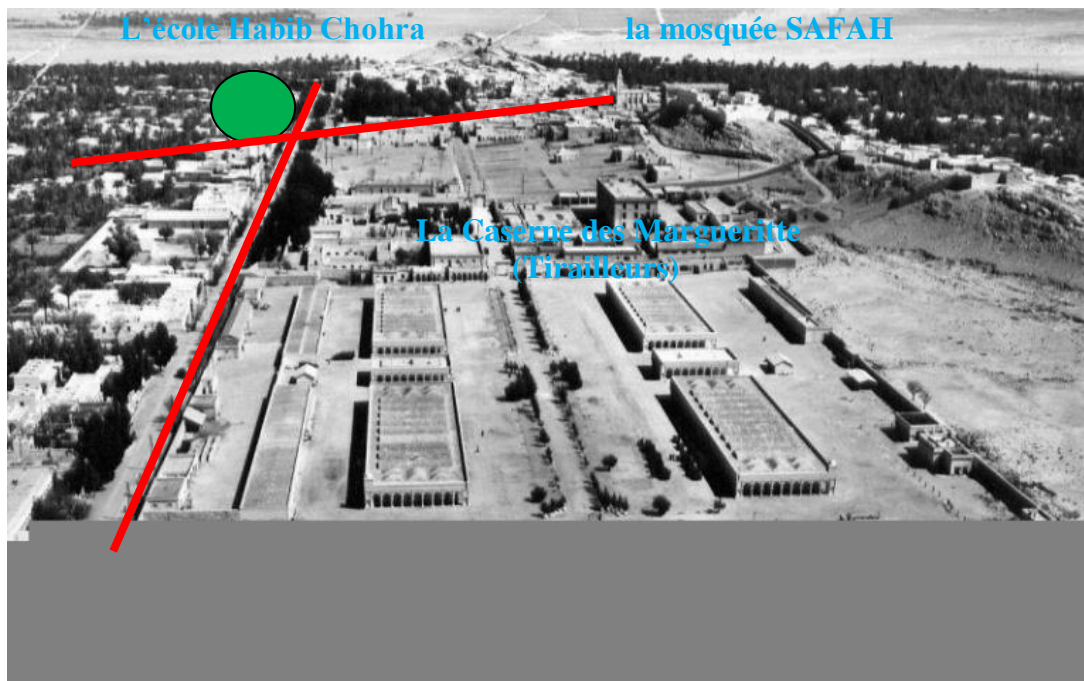 L'école Habib Chohra
la mosquée SAFAH
La Caserne des Margueritte
(Tirailleurs)